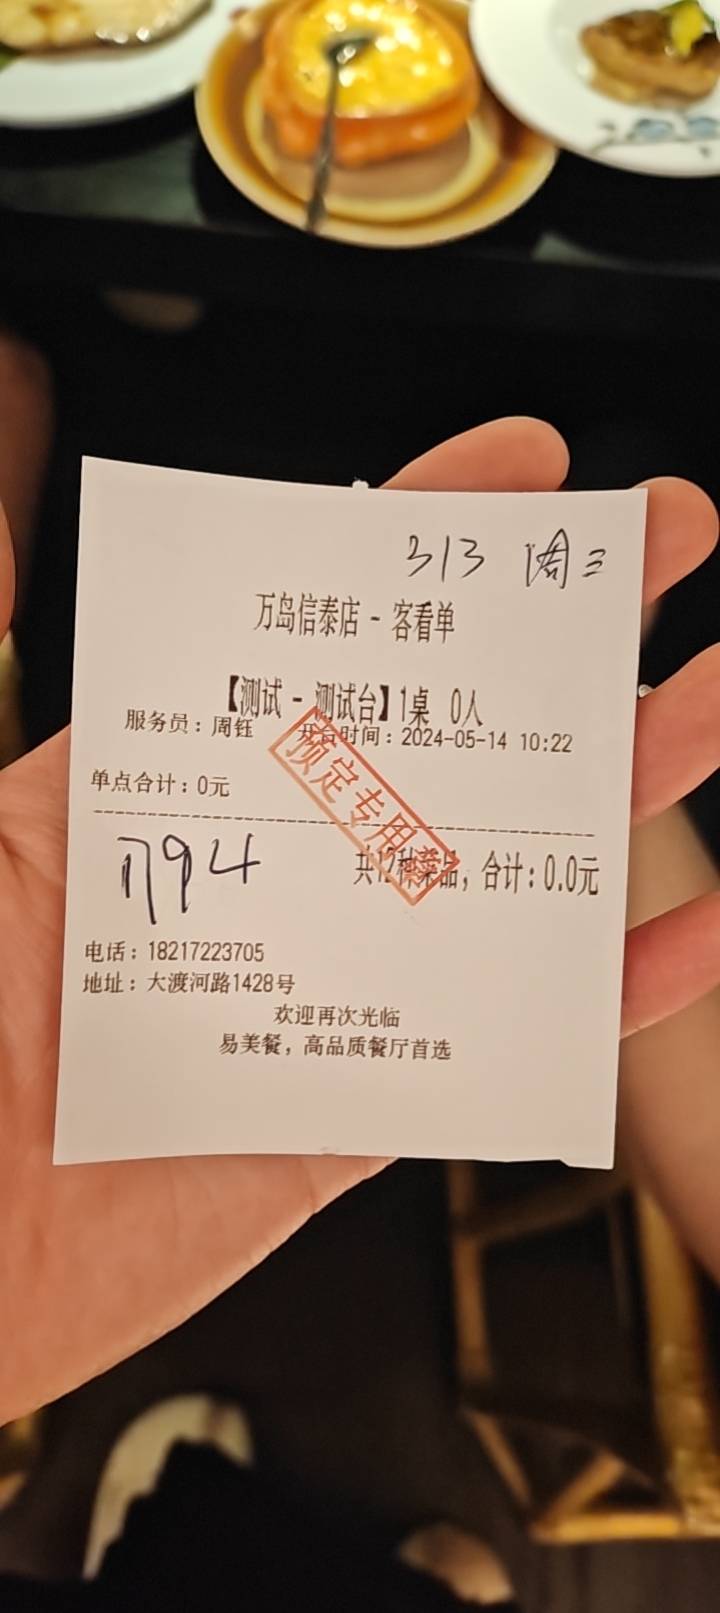 313 周三
万岛信泰店 - 客看单
【测试 - 测试台】1桌 0人
服务员：周钰 开台时间：2024-05-14 10:22
预定专用
单点合计：0元
1794
共12种菜品，合计：0.0元
电话：18217223705
地址：大渡河路1428号
欢迎再次光临
易美餐，高品质餐厅首选